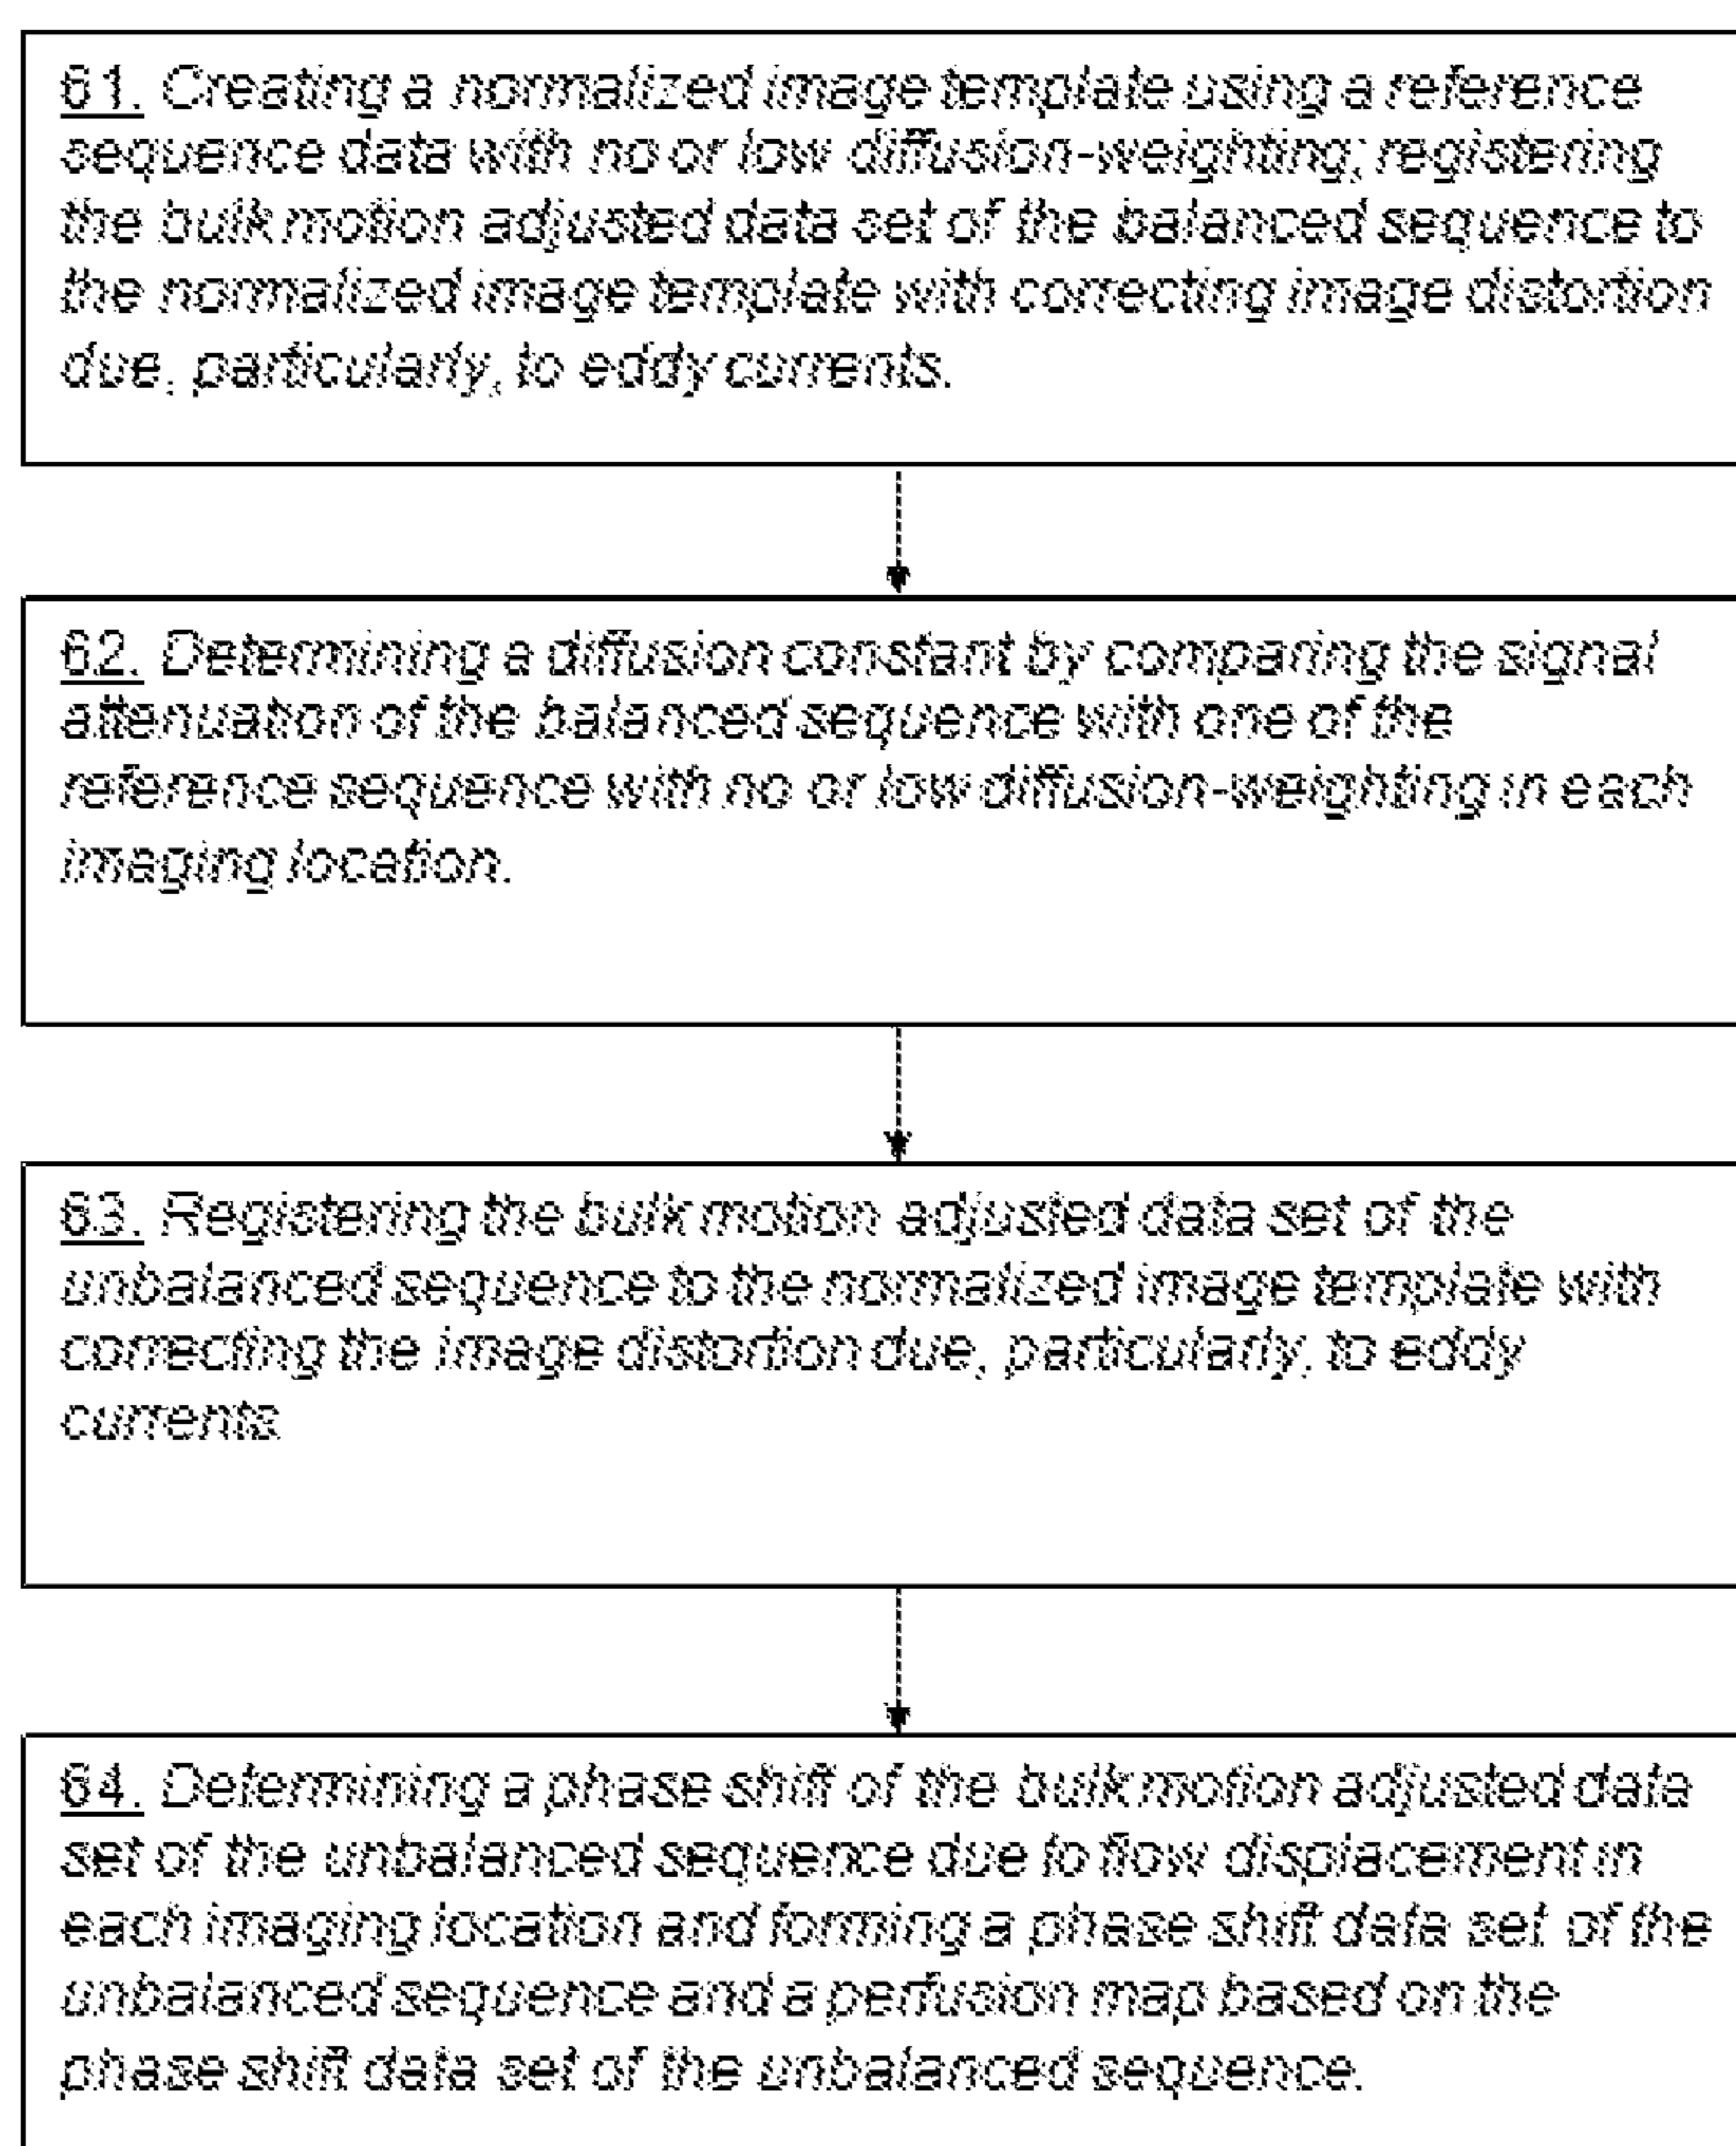 61. Creating a normalized image template using a reference
sequence data with no or low diffusion-weighting; registering
the bulk motion adjusted data set of the balanced sequence to
the normalized image template with correcting image distortion
due, particularly, to eddy currents.
62. Determining a diffusion constant by comparing the signal
attenuation of the balanced sequence with one of the
reference sequence with no or low diffusion-weighting in each
imaging location.
63. Registering the bulk motion adjusted data set of the
unbalanced sequence to the normalized image template with
correcting the image distortion due, particularly, to eddy
currents
64. Determining a phase shift of the bulk motion adjusted data
set of the unbalanced sequence due to flow displacement in
each imaging location and forming a phase shift data set of the
unbalanced sequence and a perfusion map based on the
phase shift data set of the unbalanced sequence.